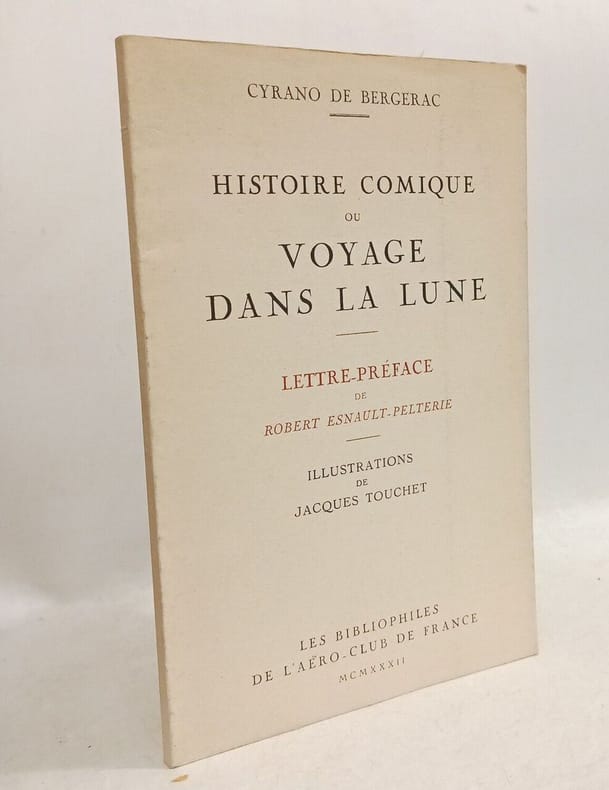 CYRANO DE BERGERAC
HISTOIRE COMIQUE
OU
VOYAGE
DANS LA LUNE
LETTRE-PRÉFACE
DE
ROBERT ESNAULT-PELTERIE
ILLUSTRATIONS
DE
JACQUES TOUCHET
LES BIBLIOPHILES
DE L'AÉRO-CLUB DE FRANCE
MCMXXXII